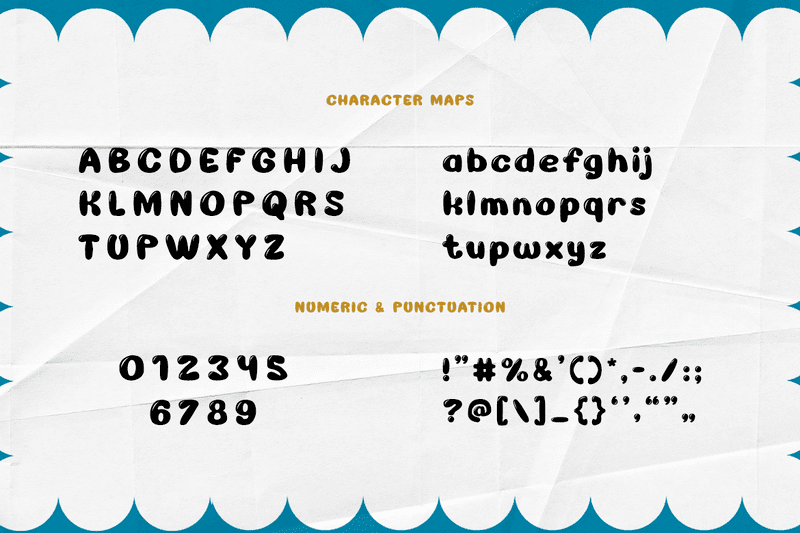 CHARACTER MAPS
ABCDEFGHIJ
KLMNOPQRS
TUPWXYZ
abcdefghij
klmnopqrs
tupwxyz
NUMERIC & PUNCTUATION
012345
6789
!"#%&'()*,-./:;
?@[\]_{}‘’,“”„